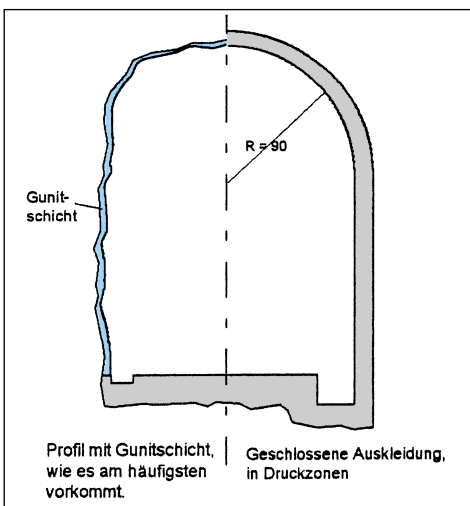 R = 90
Gunit-
schicht
Profil mit Gunitschicht,
wie es am häufigsten
vorkommt.
Geschlossene Auskleidung,
in Druckzonen